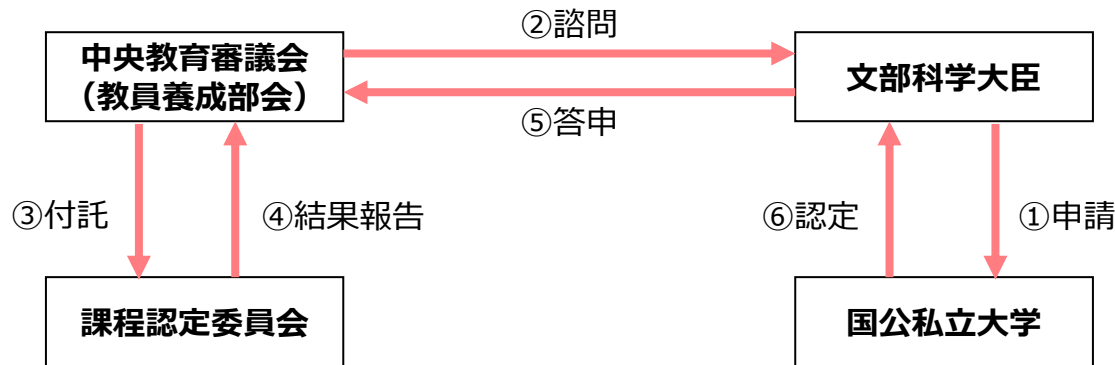 ②諮問
中央教育審議会
（教員養成部会）
文部科学大臣
⑤答申
③付託
④結果報告
⑥認定
①申請
課程認定委員会
国公私立大学